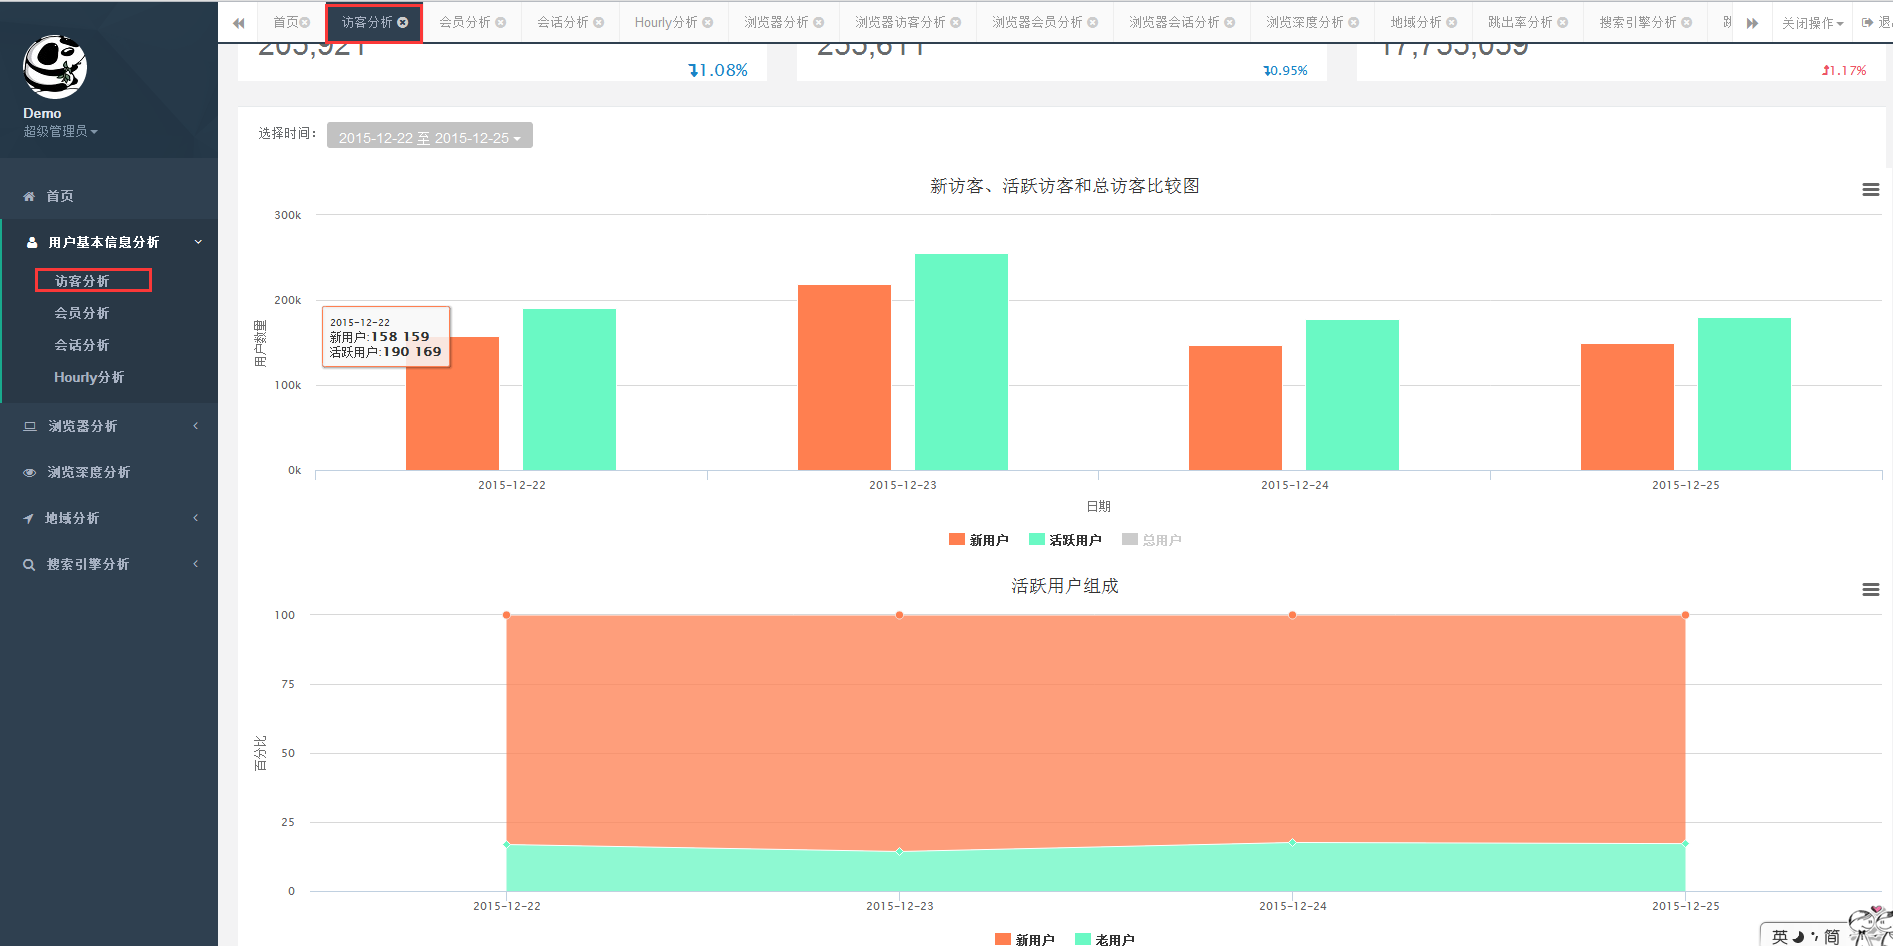 首页 访客分析 会员分析 会话分析 Hourly分析 浏览器分析 浏览器访客分析 浏览器会员分析 浏览器会话分析 浏览深度分析 地域分析 跳出率分析 搜索引擎分析 关闭操作
205,921 255,611 17,755,059
1.08% 0.95% 1.17%
Demo
超级管理员
首页
用户基本信息分析
访客分析
会员分析
会话分析
Hourly分析
浏览器分析
浏览深度分析
地域分析
搜索引擎分析
选择时间: 2015-12-22 至 2015-12-25
新访客、活跃访客和总访客比较图
300k
200k
100k
0k
用户数量
2015-12-22
新用户:158 159
活跃用户:190 169
2015-12-22 2015-12-23 2015-12-24 2015-12-25
日期
新用户 活跃用户 总用户
活跃用户组成
100
75
50
25
0
百分比
2015-12-22 2015-12-23 2015-12-24 2015-12-25
新用户 老用户
英 简